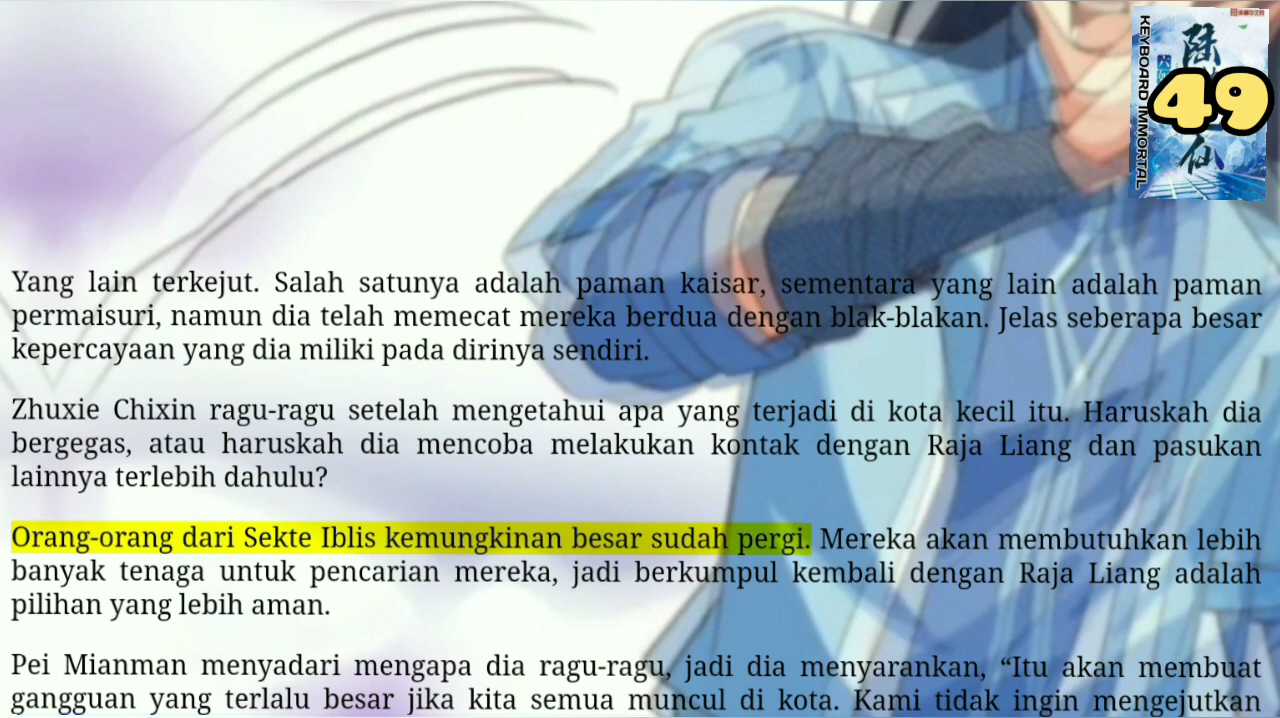 KEYBOARD IMMORTAL
陆
仙
49
Yang lain terkejut. Salah satunya adalah paman kaisar, sementara yang lain adalah paman
permaisuri, namun dia telah memecat mereka berdua dengan blak-blakan. Jelas seberapa besar
kepercayaan yang dia miliki pada dirinya sendiri.
Zhuxie Chixin ragu-ragu setelah mengetahui apa yang terjadi di kota kecil itu. Haruskah dia
bergegas, atau haruskah dia mencoba melakukan kontak dengan Raja Liang dan pasukan
lainnya terlebih dahulu?
Orang-orang dari Sekte Iblis kemungkinan besar sudah pergi. Mereka akan membutuhkan lebih
banyak tenaga untuk pencarian mereka, jadi berkumpul kembali dengan Raja Liang adalah
pilihan yang lebih aman.
Pei Mianman menyadari mengapa dia ragu-ragu, jadi dia menyarankan, “Itu akan membuat
gangguan yang terlalu besar jika kita semua muncul di kota. Kami tidak ingin mengejutkan